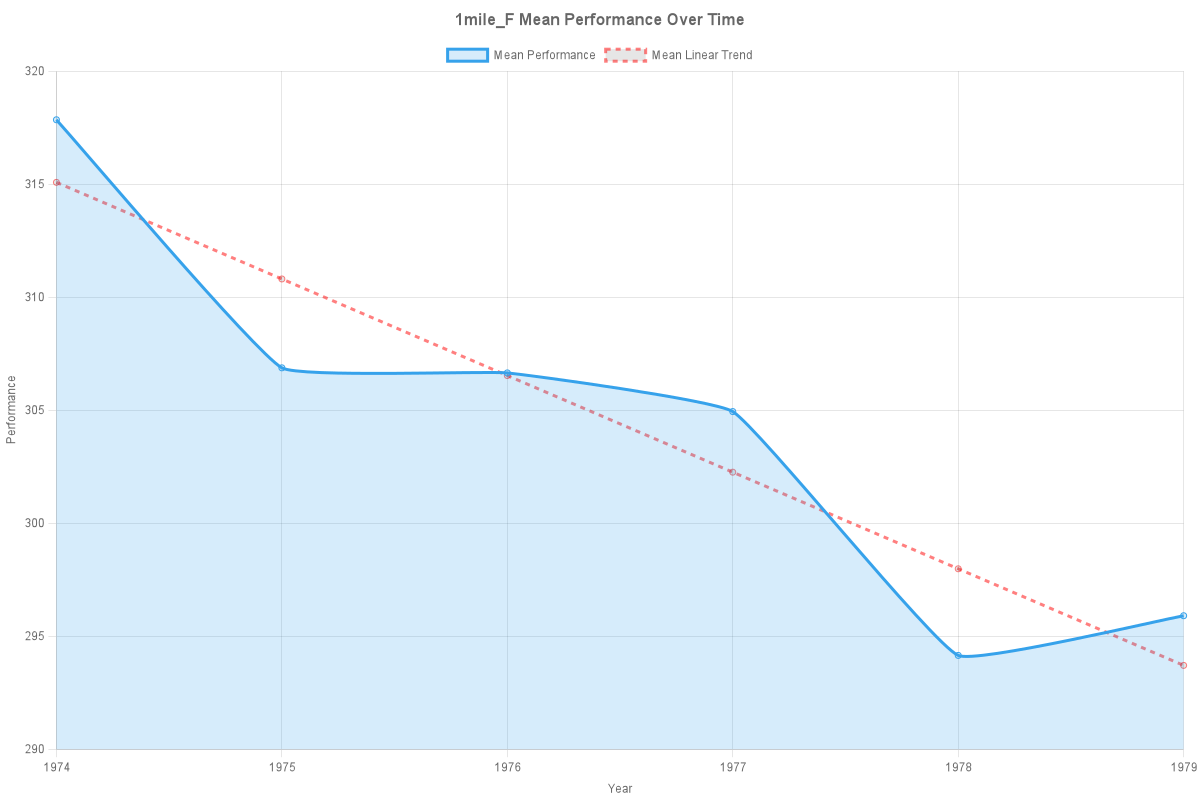 1mile_F Mean Performance Over Time
Mean Performance
Mean Linear Trend
320
315
310
305
300
295
290
Performance
1974
1975
1976
1977
1978
1979
Year